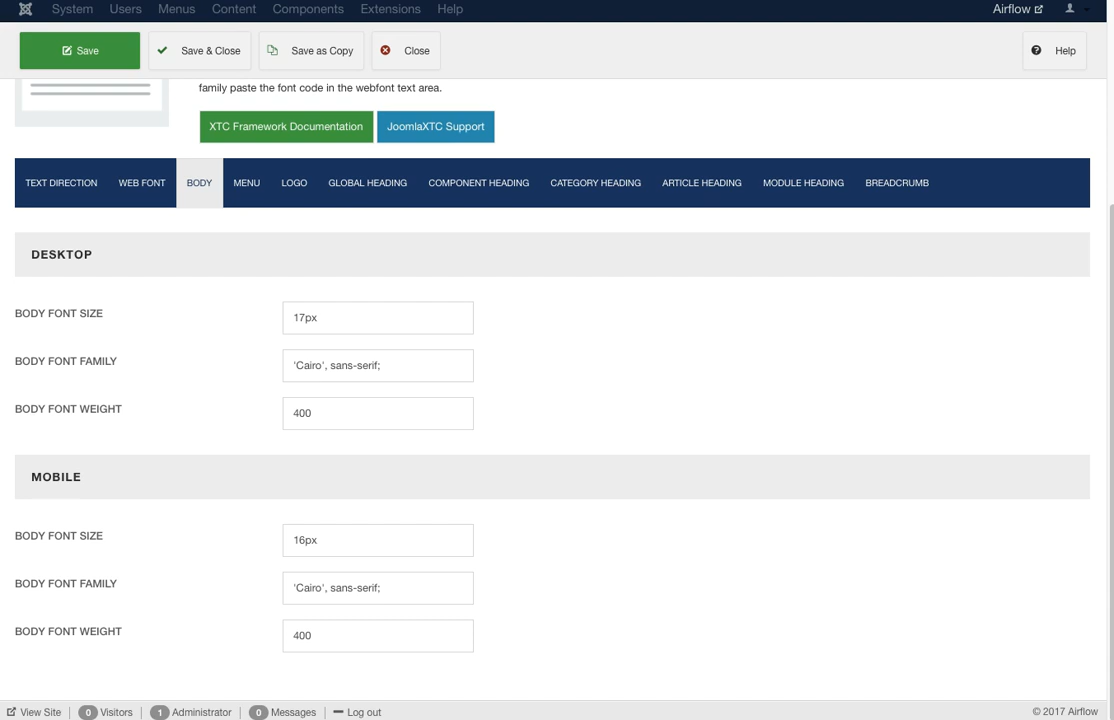 System Users Menus Content Components Extensions Help Airflow
Save Save & Close Save as Copy Close Help
family paste the font code in the webfont text area.
XTC Framework Documentation JoomlaXTC Support
TEXT DIRECTION WEB FONT BODY MENU LOGO GLOBAL HEADING COMPONENT HEADING CATEGORY HEADING ARTICLE HEADING MODULE HEADING BREADCRUMB
DESKTOP
BODY FONT SIZE 17px
BODY FONT FAMILY 'Cairo', sans-serif;
BODY FONT WEIGHT 400
MOBILE
BODY FONT SIZE 16px
BODY FONT FAMILY 'Cairo', sans-serif;
BODY FONT WEIGHT 400
View Site 0 Visitors 1 Administrator 0 Messages Log out © 2017 Airflow